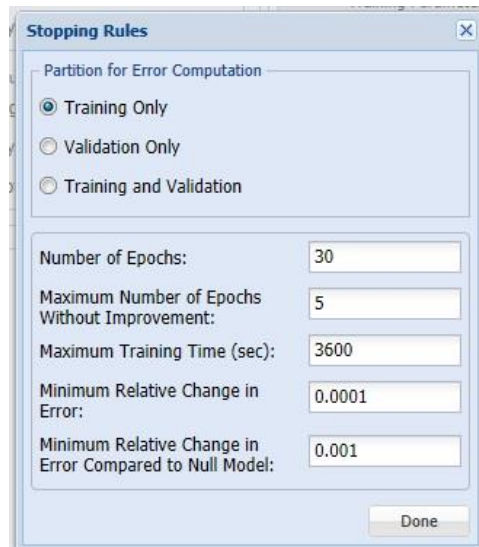 Stopping Rules
Partition for Error Computation
Training Only
Validation Only
Training and Validation
Number of Epochs: 30
Maximum Number of Epochs
Without Improvement: 5
Maximum Training Time (sec): 3600
Minimum Relative Change in
Error: 0.0001
Minimum Relative Change in
Error Compared to Null Model: 0.001
Done